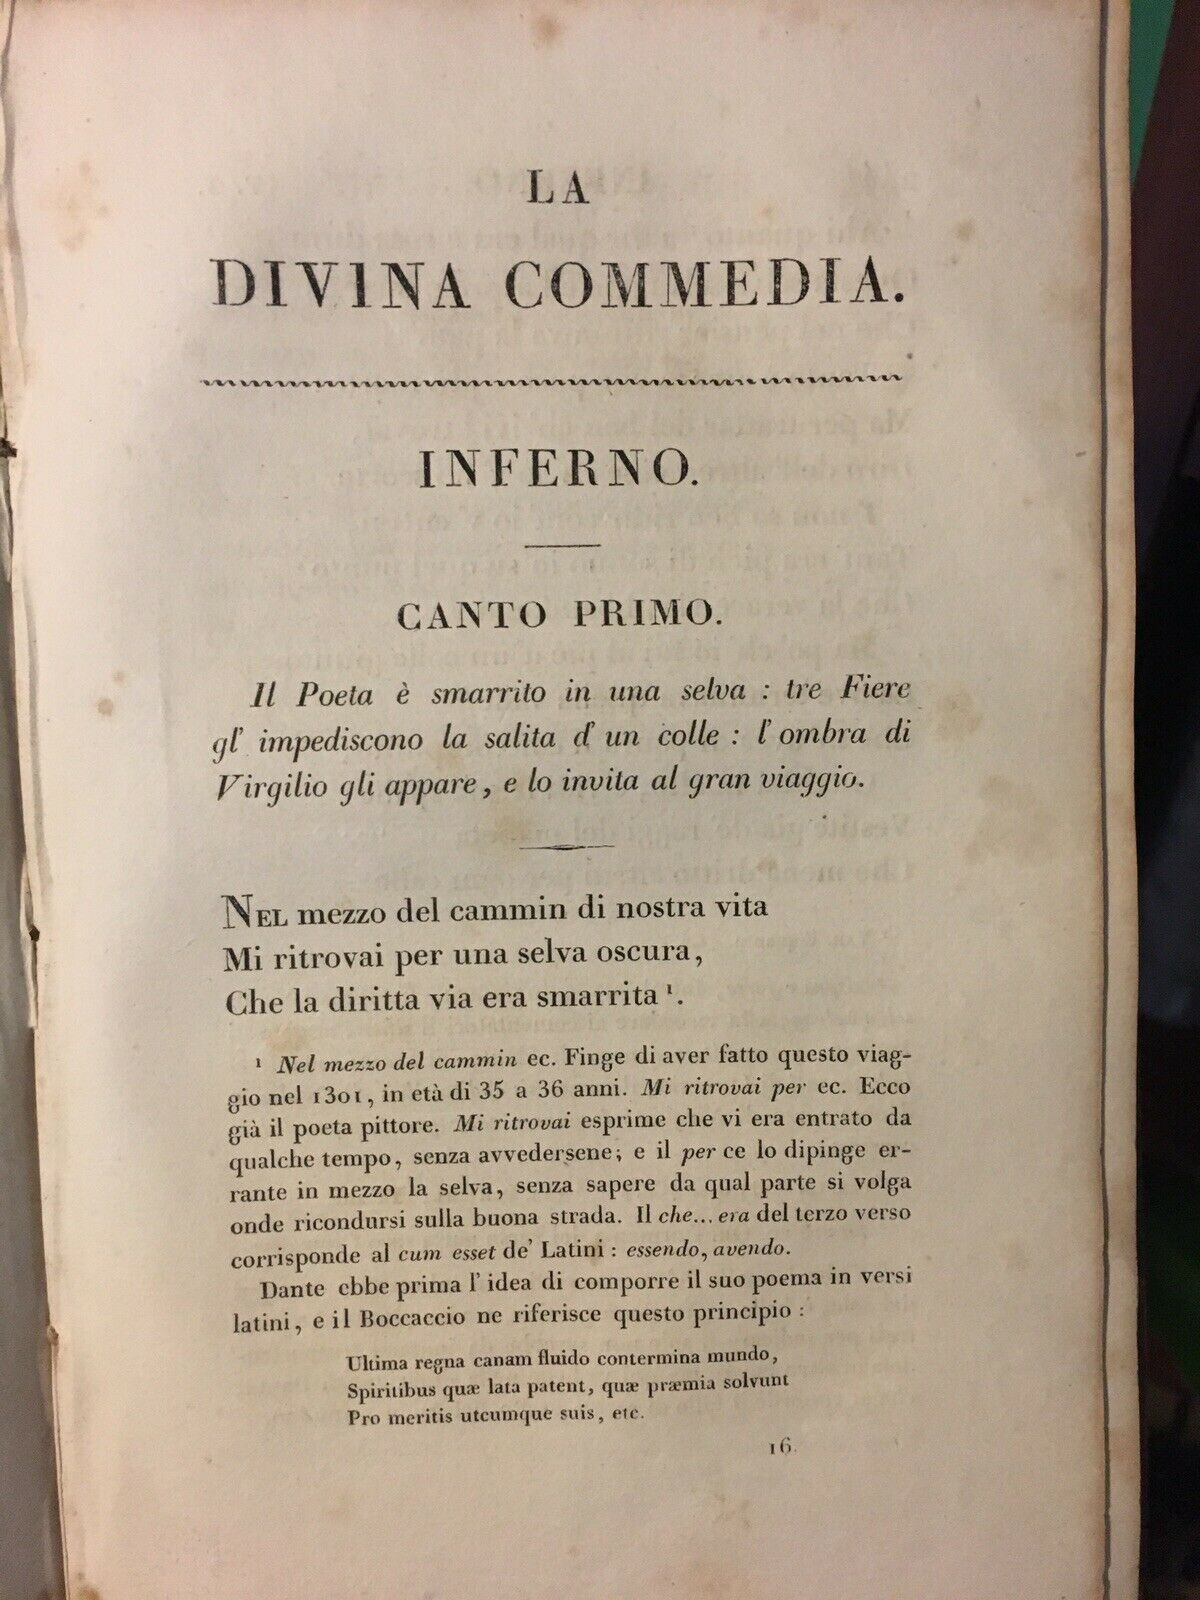 LA
DIVINA COMMEDIA.
INFERNO.
CANTO PRIMO.
Il Poeta è smarrito in una selva : tre Fiere
gl' impediscono la salita d' un colle : l' ombra di
Virgilio gli appare, e lo invita al gran viaggio.
NEL mezzo del cammin di nostra vita
Mi ritrovai per una selva oscura,
Che la diritta via era smarrita ¹.
¹ Nel mezzo del cammin ec. Finge di aver fatto questo viag-
gio nel 1301, in età di 35 a 36 anni. Mi ritrovai per ec. Ecco
già il poeta pittore. Mi ritrovai esprime che vi era entrato da
qualche tempo, senza avvedersene; e il per ce lo dipinge er-
rante in mezzo la selva, senza sapere da qual parte si volga
onde ricondursi sulla buona strada. Il che... era del terzo verso
corrisponde al cum esset de' Latini : essendo, avendo.
Dante ebbe prima l' idea di comporre il suo poema in versi
latini, e il Boccaccio ne riferisce questo principio :
Ultima regna canam fluido contermina mundo,
Spiritibus quæ lata patent, quæ præmia solvunt
Pro meritis utcumque suis, etc.
16.